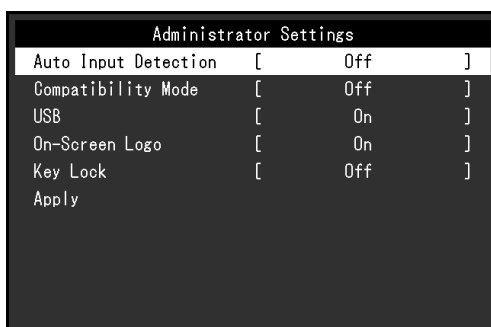 Administrator Settings
Auto Input Detection [ Off ]
Compatibility Mode [ Off ]
USB [ On ]
On-Screen Logo [ On ]
Key Lock [ Off ]
Apply